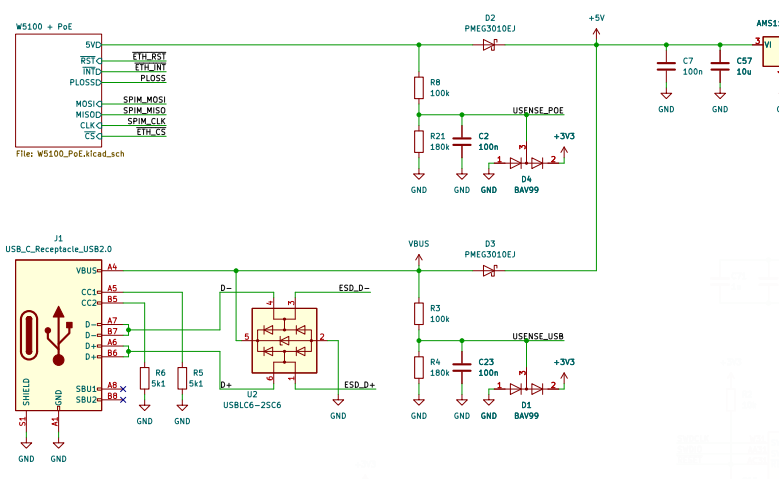 W5100 + PoE
5VD
RST
INT
PLOSS
MOSI
MISO
CLK
CS
ETH_RST
ETH_INT
PLOSS
SPIM_MOSI
SPIM_MISO
SPIM_CLK
ETH_CS
File: W5100_PoE.kicad_sch
D2
PMEG3010EJ
+5V
R8
100k
USENSE_POE
R21
180k
C2
100n
+3V3
1
3
2
D4
BAV99
GND
GND
GND
C7
100n
GND
C57
10u
GND
AMS1
3
VI
J1
USB_C_Receptacle_USB2.0
VBUS
A4
CC1
A5
CC2
B5
D-
A7
D-
B7
D+
A6
D+
B6
SBU1
A8
SBU2
B8
SHIELD
GND
S1
A1
GND
GND
R6
5k1
GND
R5
5k1
GND
D-
D+
4
3
5
2
6
1
U2
USBLC6-2SC6
ESD_D-
ESD_D+
GND
VBUS
D3
PMEG3010EJ
R3
100k
USENSE_USB
R4
180k
C23
100n
+3V3
1
3
2
D1
BAV99
GND
GND
GND